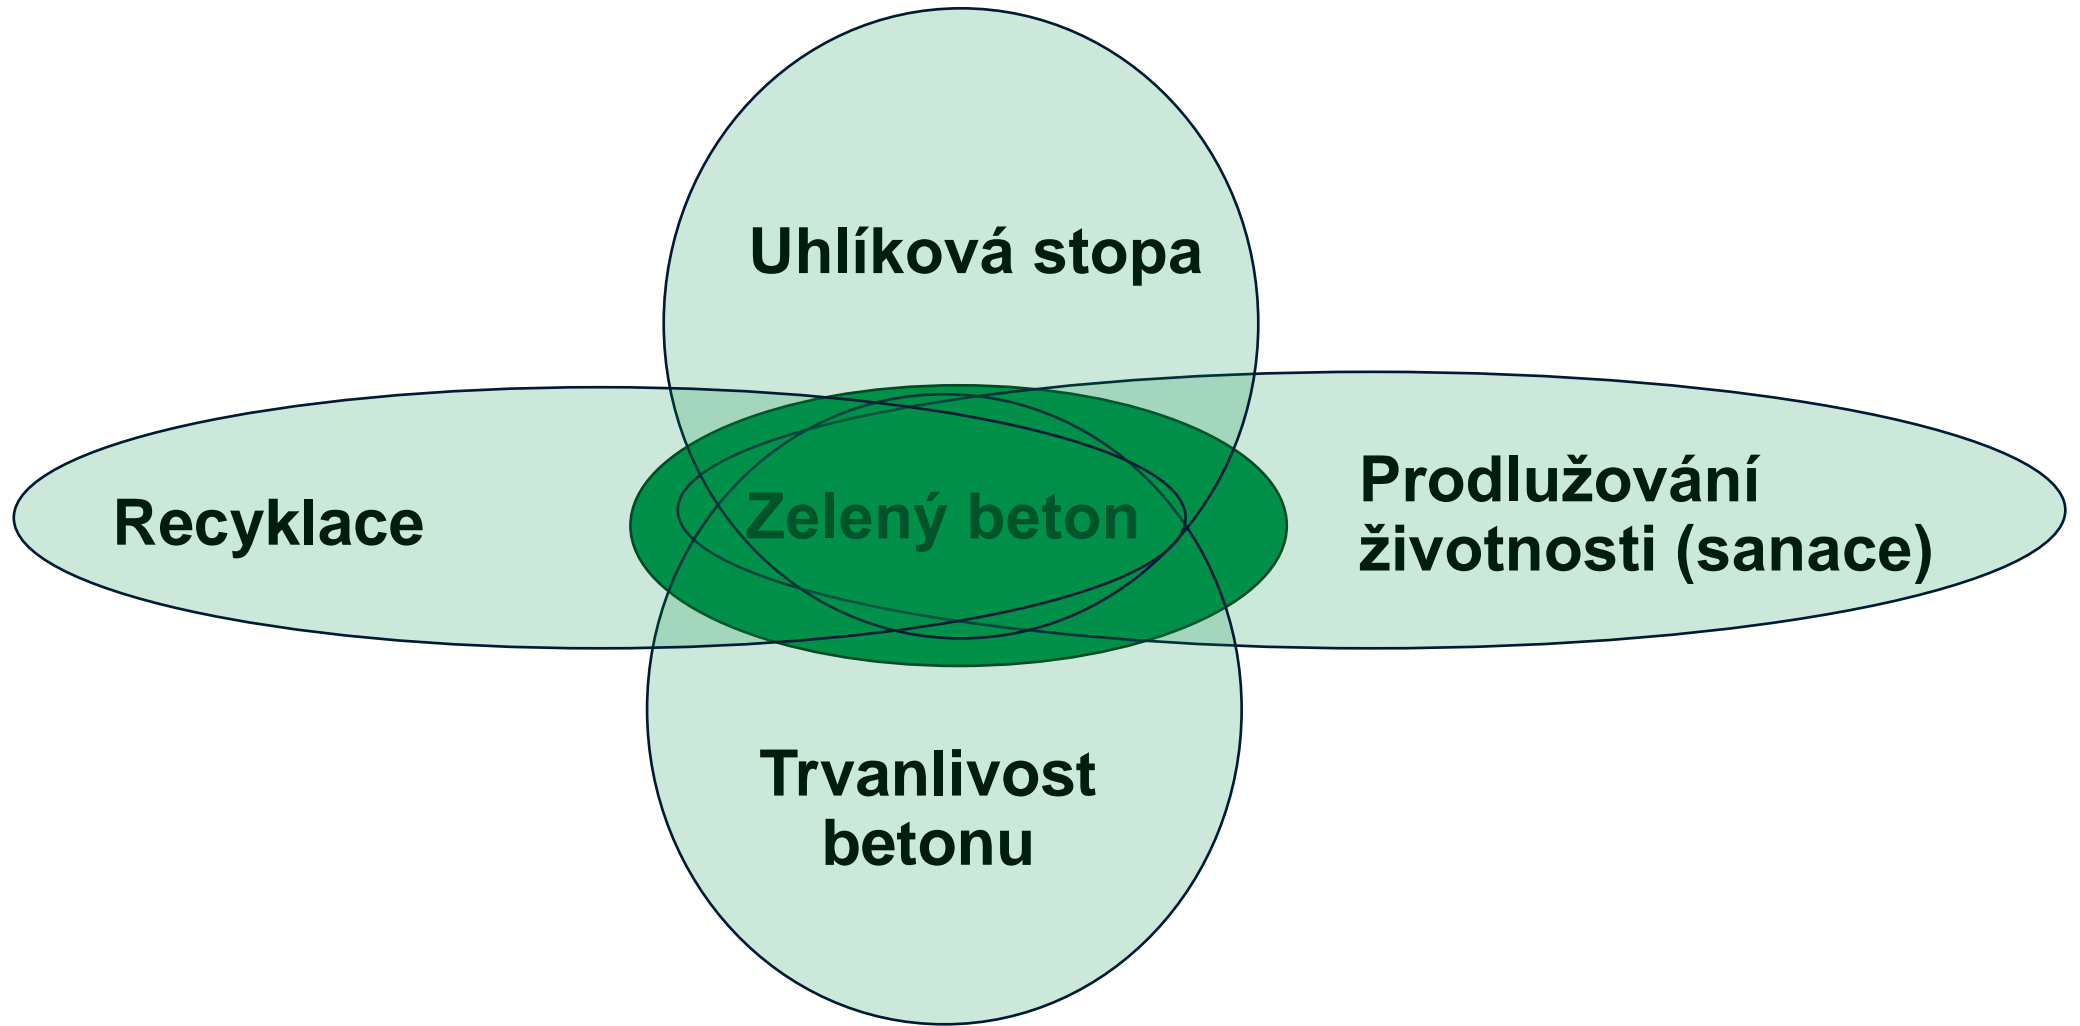 Uhlíková stopa
Recyklace
Zelený beton
Prodlužování
životnosti (sanace)
Trvanlivost
betonu